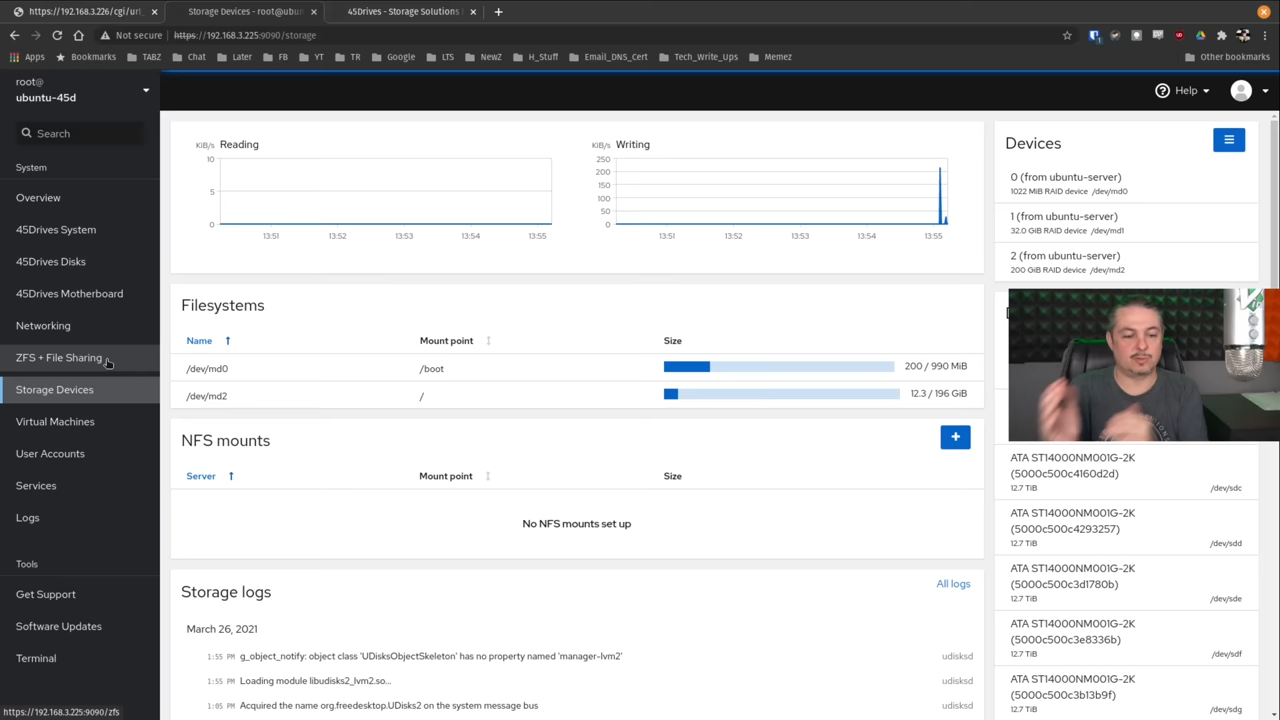 https://192.168.3.226/cgi/url_
Storage Devices - root@ubun
45Drives - Storage Solutions
Not secure
https://192.168.3.225:9090/storage
Apps
Bookmarks
TABZ
Chat
Later
FB
YT
TR
Google
LTS
NewZ
H_Stuff
Email_DNS_Cert
Tech_Write_Ups
Memez
Other bookmarks
root@
ubuntu-45d
Search
System
Overview
45Drives System
45Drives Disks
45Drives Motherboard
Networking
ZFS + File Sharing
Storage Devices
Virtual Machines
User Accounts
Services
Logs
Tools
Get Support
Software Updates
Terminal
https://192.168.3.225:9090/zfs
Help
KiB/s Reading
10
5
0
13:51 13:52 13:53 13:54 13:55
KiB/s Writing
250
200
150
100
50
0
13:51 13:52 13:53 13:54 13:55
Filesystems
Name Mount point Size
/dev/md0 /boot 200 / 990 MiB
/dev/md2 / 12.3 / 196 GiB
NFS mounts
Server Mount point Size
No NFS mounts set up
Storage logs
All logs
March 26, 2021
1:55 PM g_object_notify: object class 'UDisksObjectSkeleton' has no property named 'manager-lvm2' udisksd
1:55 PM Loading module libudisks2_lvm2.so... udisksd
1:05 PM Acquired the name org.freedesktop.UDisks2 on the system message bus udisksd
Devices
0 (from ubuntu-server)
1022 MiB RAID device /dev/md0
1 (from ubuntu-server)
32.0 GiB RAID device /dev/md1
2 (from ubuntu-server)
200 GiB RAID device /dev/md2
ATA ST14000NM001G-2K
(5000c500c4160d2d)
12.7 TiB /dev/sdc
ATA ST14000NM001G-2K
(5000c500c4293257)
12.7 TiB /dev/sdd
ATA ST14000NM001G-2K
(5000c500c3d1780b)
12.7 TiB /dev/sde
ATA ST14000NM001G-2K
(5000c500c3e8336b)
12.7 TiB /dev/sdf
ATA ST14000NM001G-2K
(5000c500c3b13b9f)
12.7 TiB /dev/sdg